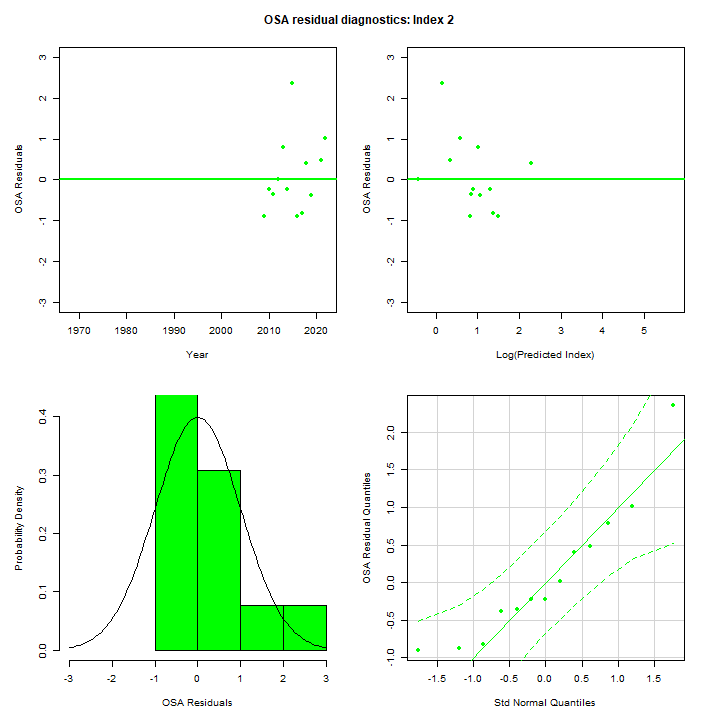 OSA residual diagnostics: Index 2
OSA Residuals
3
2
1
0
-1
-2
-3
1970 1980 1990 2000 2010 2020
Year
OSA Residuals
3
2
1
0
-1
-2
-3
0 1 2 3 4 5
Log(Predicted Index)
Probability Density
0.4
0.3
0.2
0.1
0.0
-3 -2 -1 0 1 2 3
OSA Residuals
OSA Residual Quantiles
2.0
1.5
1.0
0.5
0.0
-0.5
-1.0
-1.5 -1.0 -0.5 0.0 0.5 1.0 1.5
Std Normal Quantiles